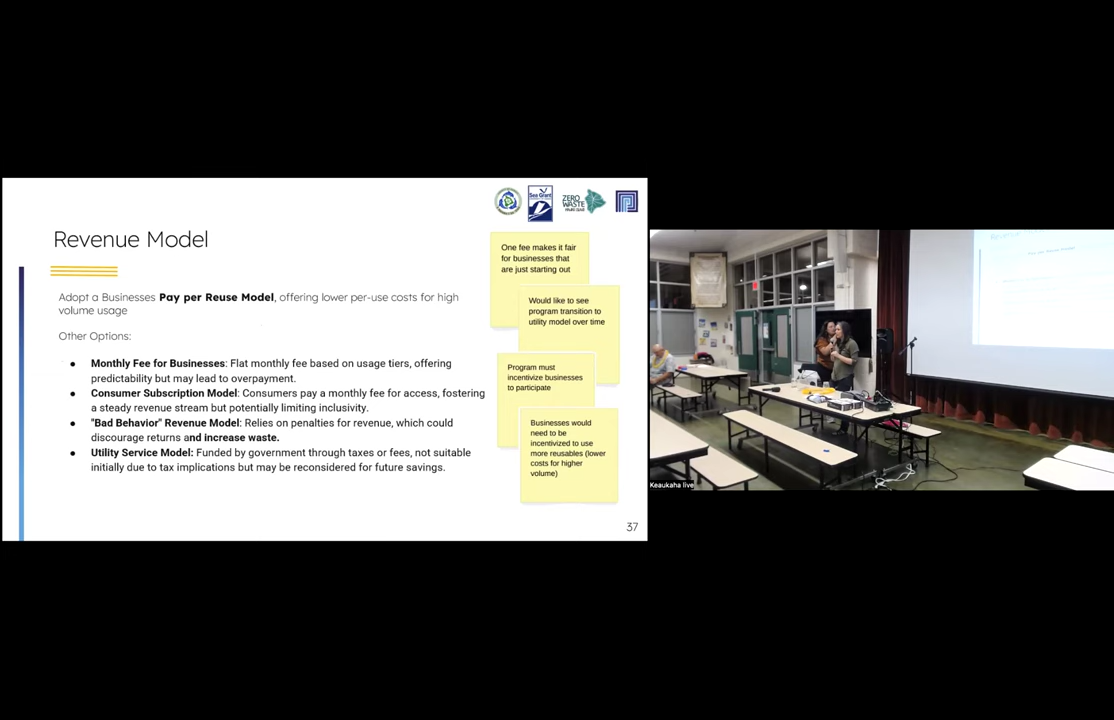 Sea Grant
ZERO
WASTE
Revenue Model
Adopt a Businesses Pay per Reuse Model, offering lower per-use costs for high
volume usage
Other Options:
● Monthly Fee for Businesses: Flat monthly fee based on usage tiers, offering
predictability but may lead to overpayment.
● Consumer Subscription Model: Consumers pay a monthly fee for access, fostering
a steady revenue stream but potentially limiting inclusivity.
● "Bad Behavior" Revenue Model: Relies on penalties for revenue, which could
discourage returns and increase waste.
● Utility Service Model: Funded by government through taxes or fees, not suitable
initially due to tax implications but may be reconsidered for future savings.
One fee makes it fair
for businesses that
are just starting out
Would like to see
program transition to
utility model over time
Program must
incentivize businesses
to participate
Businesses would
need to be
incentivized to use
more reusables (lower
costs for higher
volume)
37
Keaukaha live